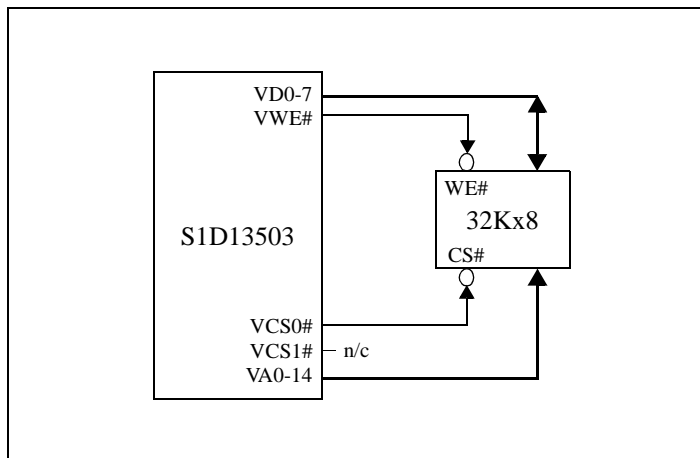 VD0-7
VWE#
WE#
32Kx8
S1D13503
CS#
VCS0#
VCS1#
n/c
VA0-14